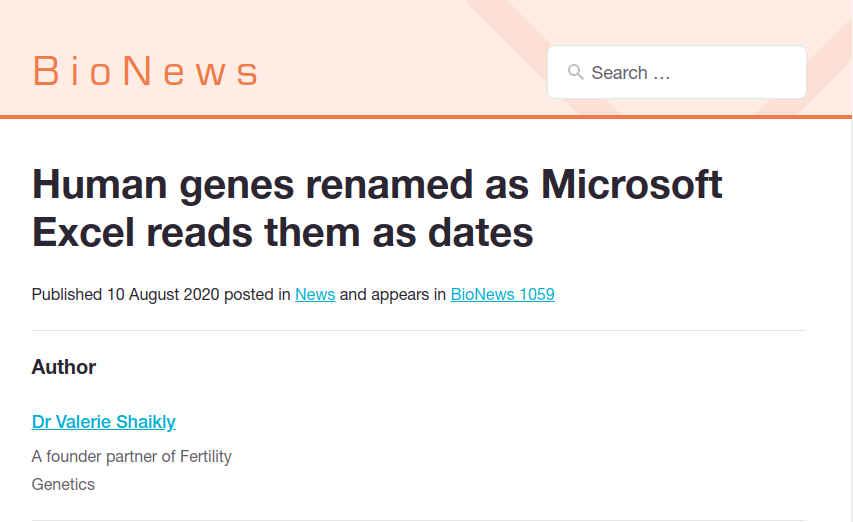 BioNews
Search …
Human genes renamed as Microsoft
Excel reads them as dates
Published 10 August 2020 posted in News and appears in BioNews 1059
Author
Dr Valerie Shaikly
A founder partner of Fertility
Genetics